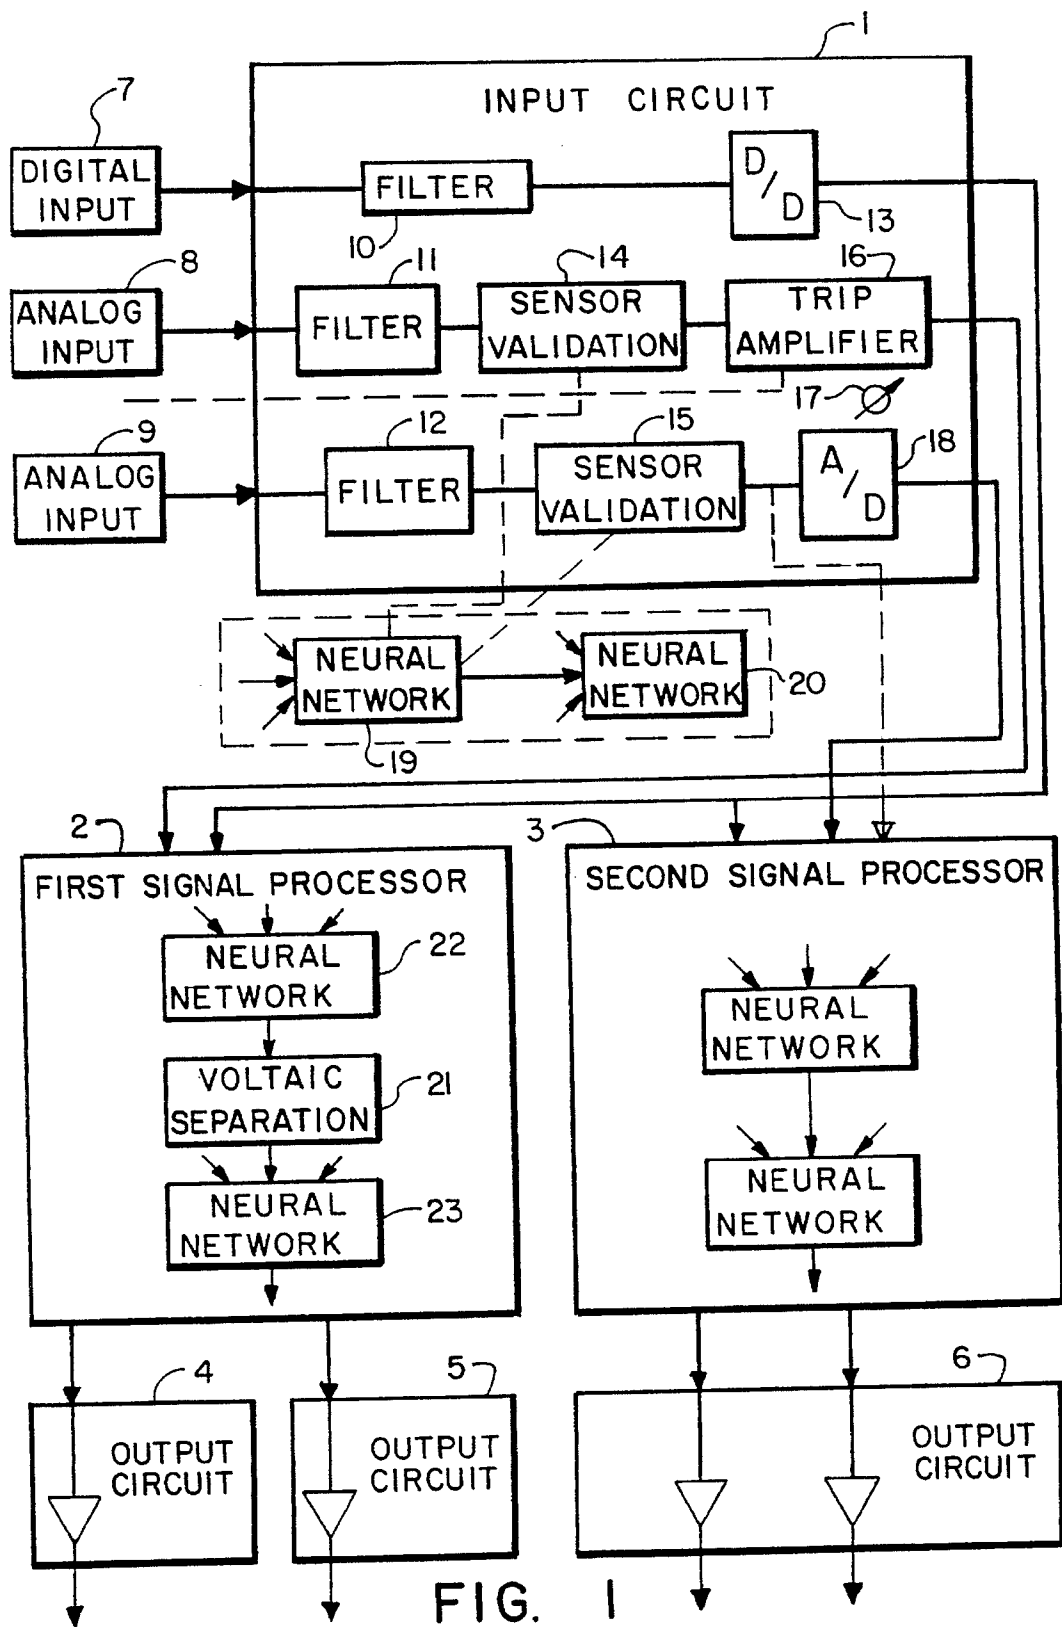 1
INPUT CIRCUIT
7
DIGITAL
INPUT
FILTER
10
D/D
13
8
ANALOG
INPUT
11
FILTER
14
SENSOR
VALIDATION
16
TRIP
AMPLIFIER
17
9
ANALOG
INPUT
12
FILTER
15
SENSOR
VALIDATION
A/D
18
NEURAL
NETWORK
19
NEURAL
NETWORK
20
2
FIRST SIGNAL PROCESSOR
NEURAL
NETWORK
22
VOLTAIC
SEPARATION
21
NEURAL
NETWORK
23
3
SECOND SIGNAL PROCESSOR
NEURAL
NETWORK
NEURAL
NETWORK
4
OUTPUT
CIRCUIT
5
OUTPUT
CIRCUIT
6
OUTPUT
CIRCUIT
FIG. 1